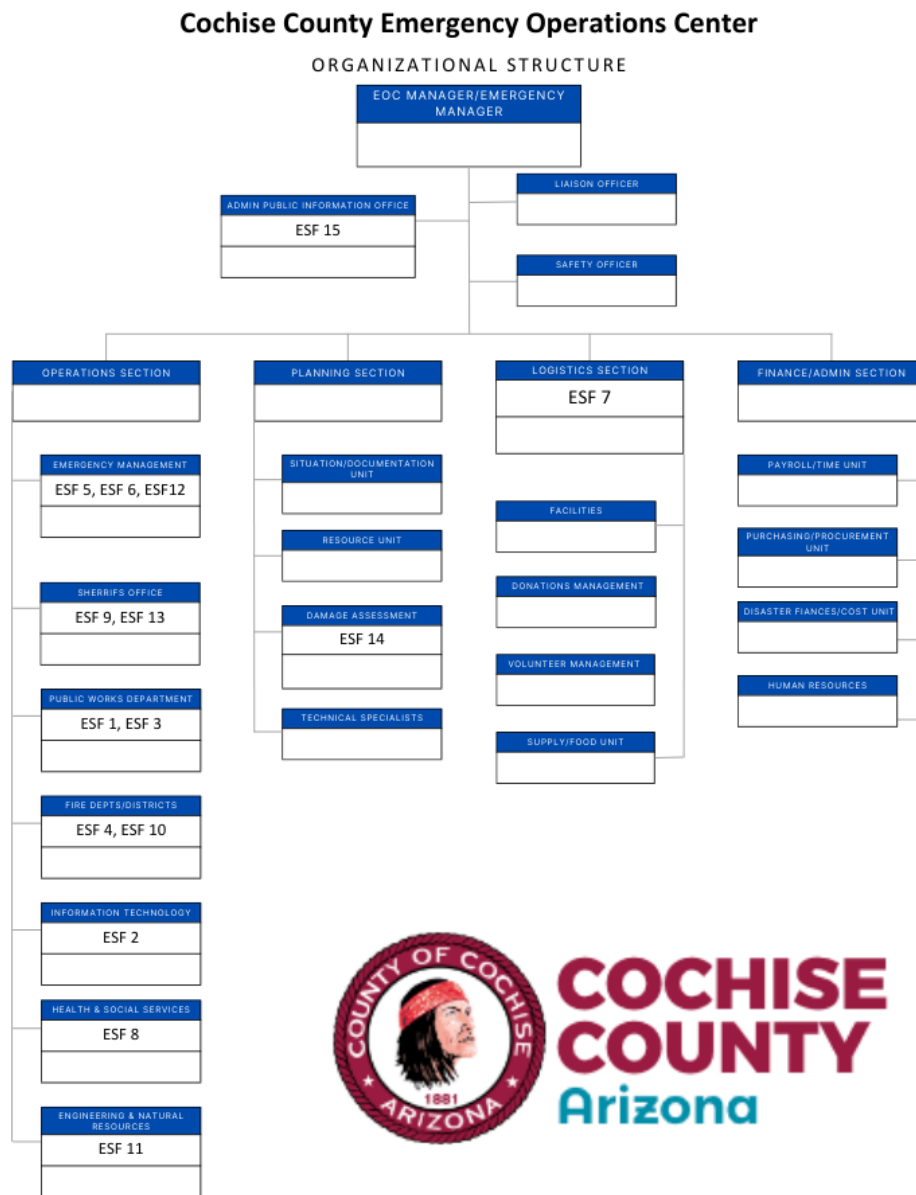 Cochise County Emergency Operations Center
ORGANIZATIONAL STRUCTURE
EOC MANAGER/EMERGENCY
MANAGER
LIAISON OFFICER
ADMIN PUBLIC INFORMATION OFFICE
ESF 15
SAFETY OFFICER
OPERATIONS SECTION
EMERGENCY MANAGEMENT
ESF 5, ESF 6, ESF12
SHERRIFS OFFICE
ESF 9, ESF 13
PUBLIC WORKS DEPARTMENT
ESF 1, ESF 3
FIRE DEPTS/DISTRICTS
ESF 4, ESF 10
INFORMATION TECHNOLOGY
ESF 2
HEALTH & SOCIAL SERVICES
ESF 8
ENGINEERING & NATURAL
RESOURCES
ESF 11
PLANNING SECTION
SITUATION/DOCUMENTATION
UNIT
RESOURCE UNIT
DAMAGE ASSESSMENT
ESF 14
TECHNICAL SPECIALISTS
LOGISTICS SECTION
ESF 7
FACILITIES
DONATIONS MANAGEMENT
VOLUNTEER MANAGEMENT
SUPPLY/FOOD UNIT
FINANCE/ADMIN SECTION
PAYROLL/TIME UNIT
PURCHASING/PROCUREMENT
UNIT
DISASTER FIANCES/COST UNIT
HUMAN RESOURCES
COUNTY OF COCHISE
1881
ARIZONA
COCHISE
COUNTY
Arizona